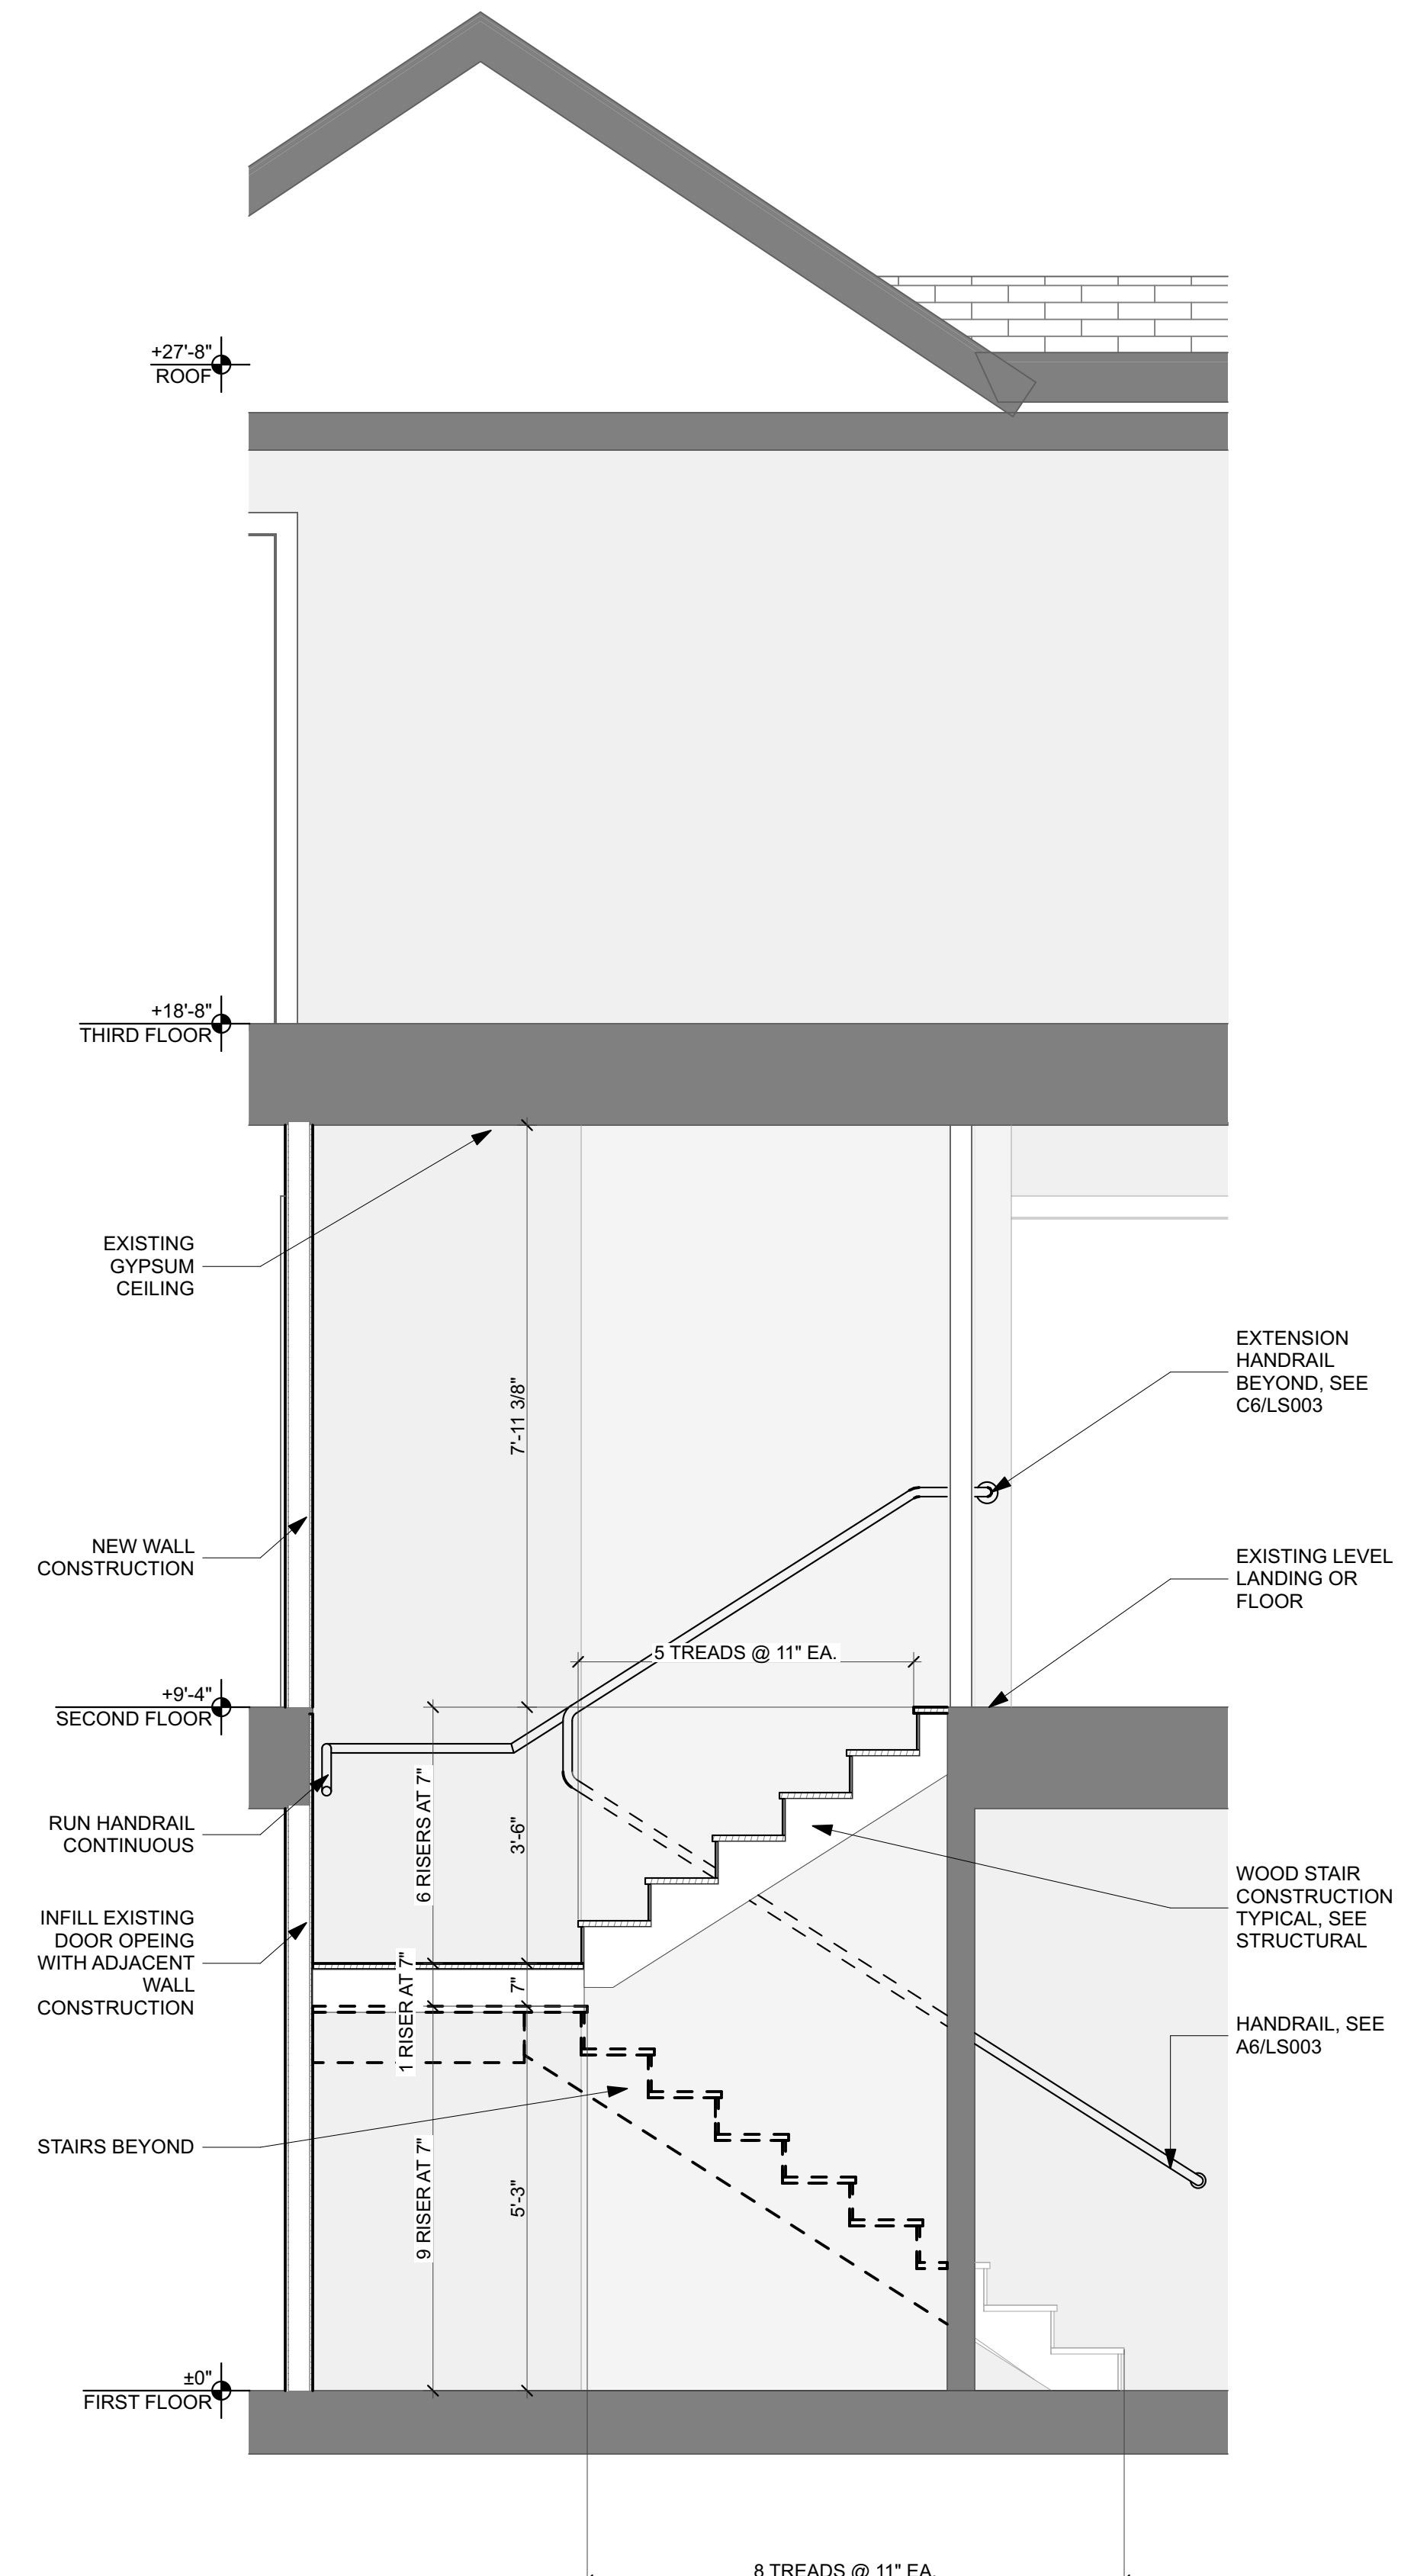 +27'-8"
ROOF
+18'-8"
THIRD FLOOR
EXISTING
GYPSUM
CEILING
7'-11 3/8"
EXTENSION
HANDRAIL
BEYOND, SEE
C6/LS003
NEW WALL
CONSTRUCTION
EXISTING LEVEL
LANDING OR
FLOOR
5 TREADS @ 11" EA.
+9'-4"
SECOND FLOOR
6 RISERS AT 7"
3'-6"
RUN HANDRAIL
CONTINUOUS
WOOD STAIR
CONSTRUCTION
TYPICAL, SEE
STRUCTURAL
INFILL EXISTING
DOOR OPEING
WITH ADJACENT
WALL
CONSTRUCTION
1 RISER AT 7"
7"
HANDRAIL, SEE
A6/LS003
STAIRS BEYOND
9 RISER AT 7"
5'-3"
±0"
FIRST FLOOR
8 TREADS @ 11" EA.